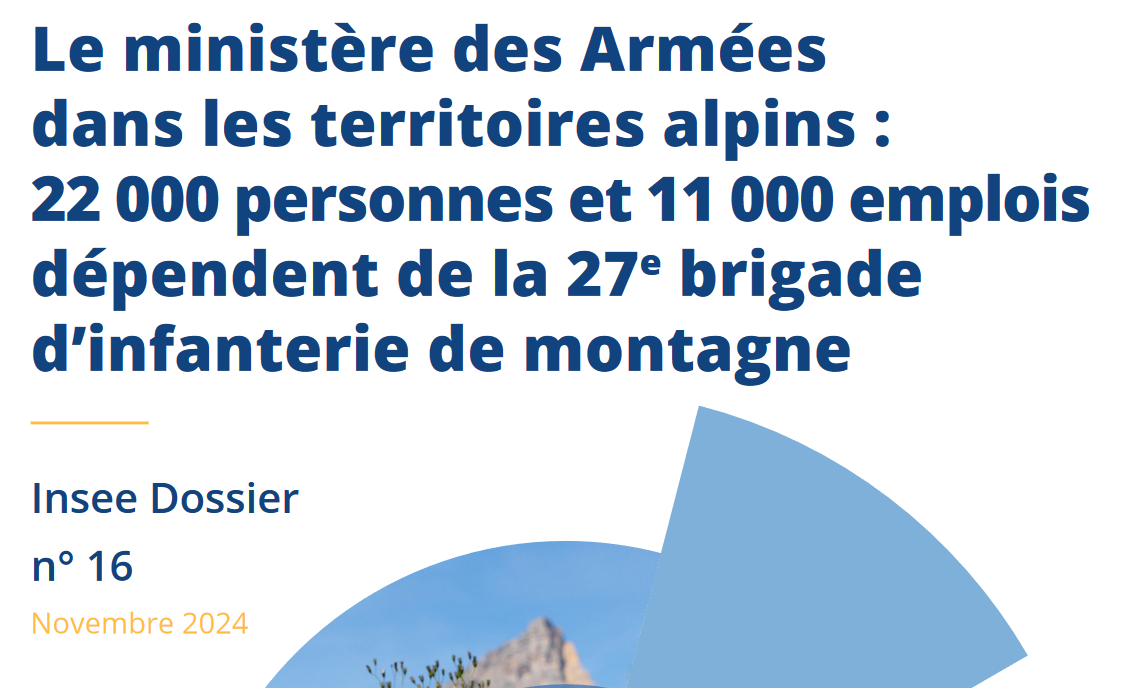 Le ministère des Armées
dans les territoires alpins :
22 000 personnes et 11 000 emplois
dépendent de la 27ᵉ brigade
d’infanterie de montagne
Insee Dossier
n° 16
Novembre 2024